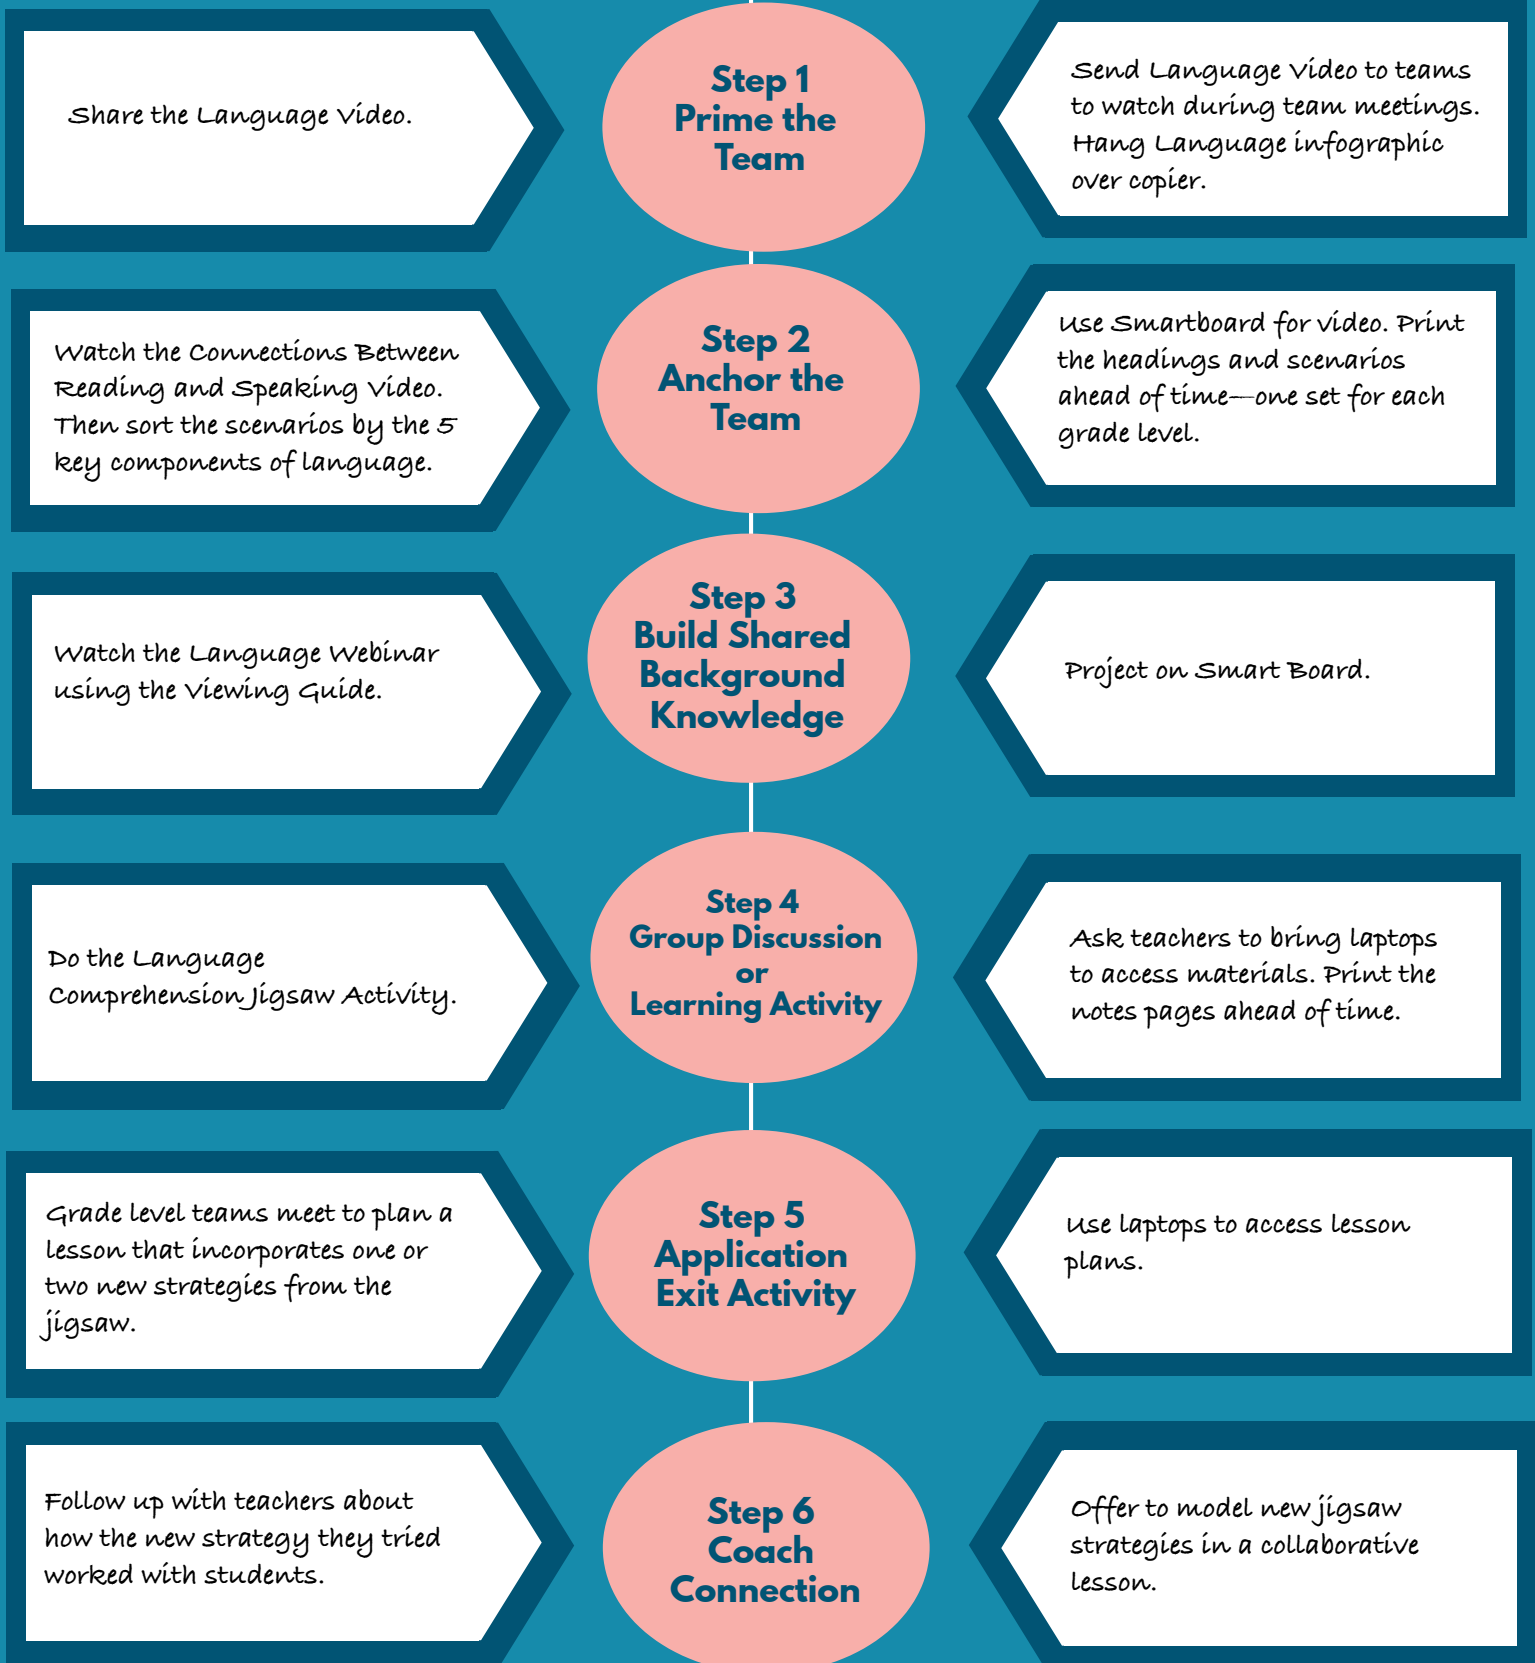 Share the Language Video.
Step 1
Prime the
Team
Send Language Video to teams
to watch during team meetings.
Hang Language infographic
over copier.
Watch the Connections Between
Reading and Speaking Video.
Then sort the scenarios by the 5
key components of language.
Step 2
Anchor the
Team
Use Smartboard for video. Print
the headings and scenarios
ahead of time—one set for each
grade level.
Watch the Language Webinar
using the Viewing Guide.
Step 3
Build Shared
Background
Knowledge
Project on Smart Board.
Do the Language
Comprehension Jigsaw Activity.
Step 4
Group Discussion
or
Learning Activity
Ask teachers to bring laptops
to access materials. Print the
notes pages ahead of time.
Grade level teams meet to plan a
lesson that incorporates one or
two new strategies from the
jigsaw.
Step 5
Application
Exit Activity
Use laptops to access lesson
plans.
Follow up with teachers about
how the new strategy they tried
worked with students.
Step 6
Coach
Connection
Offer to model new jigsaw
strategies in a collaborative
lesson.